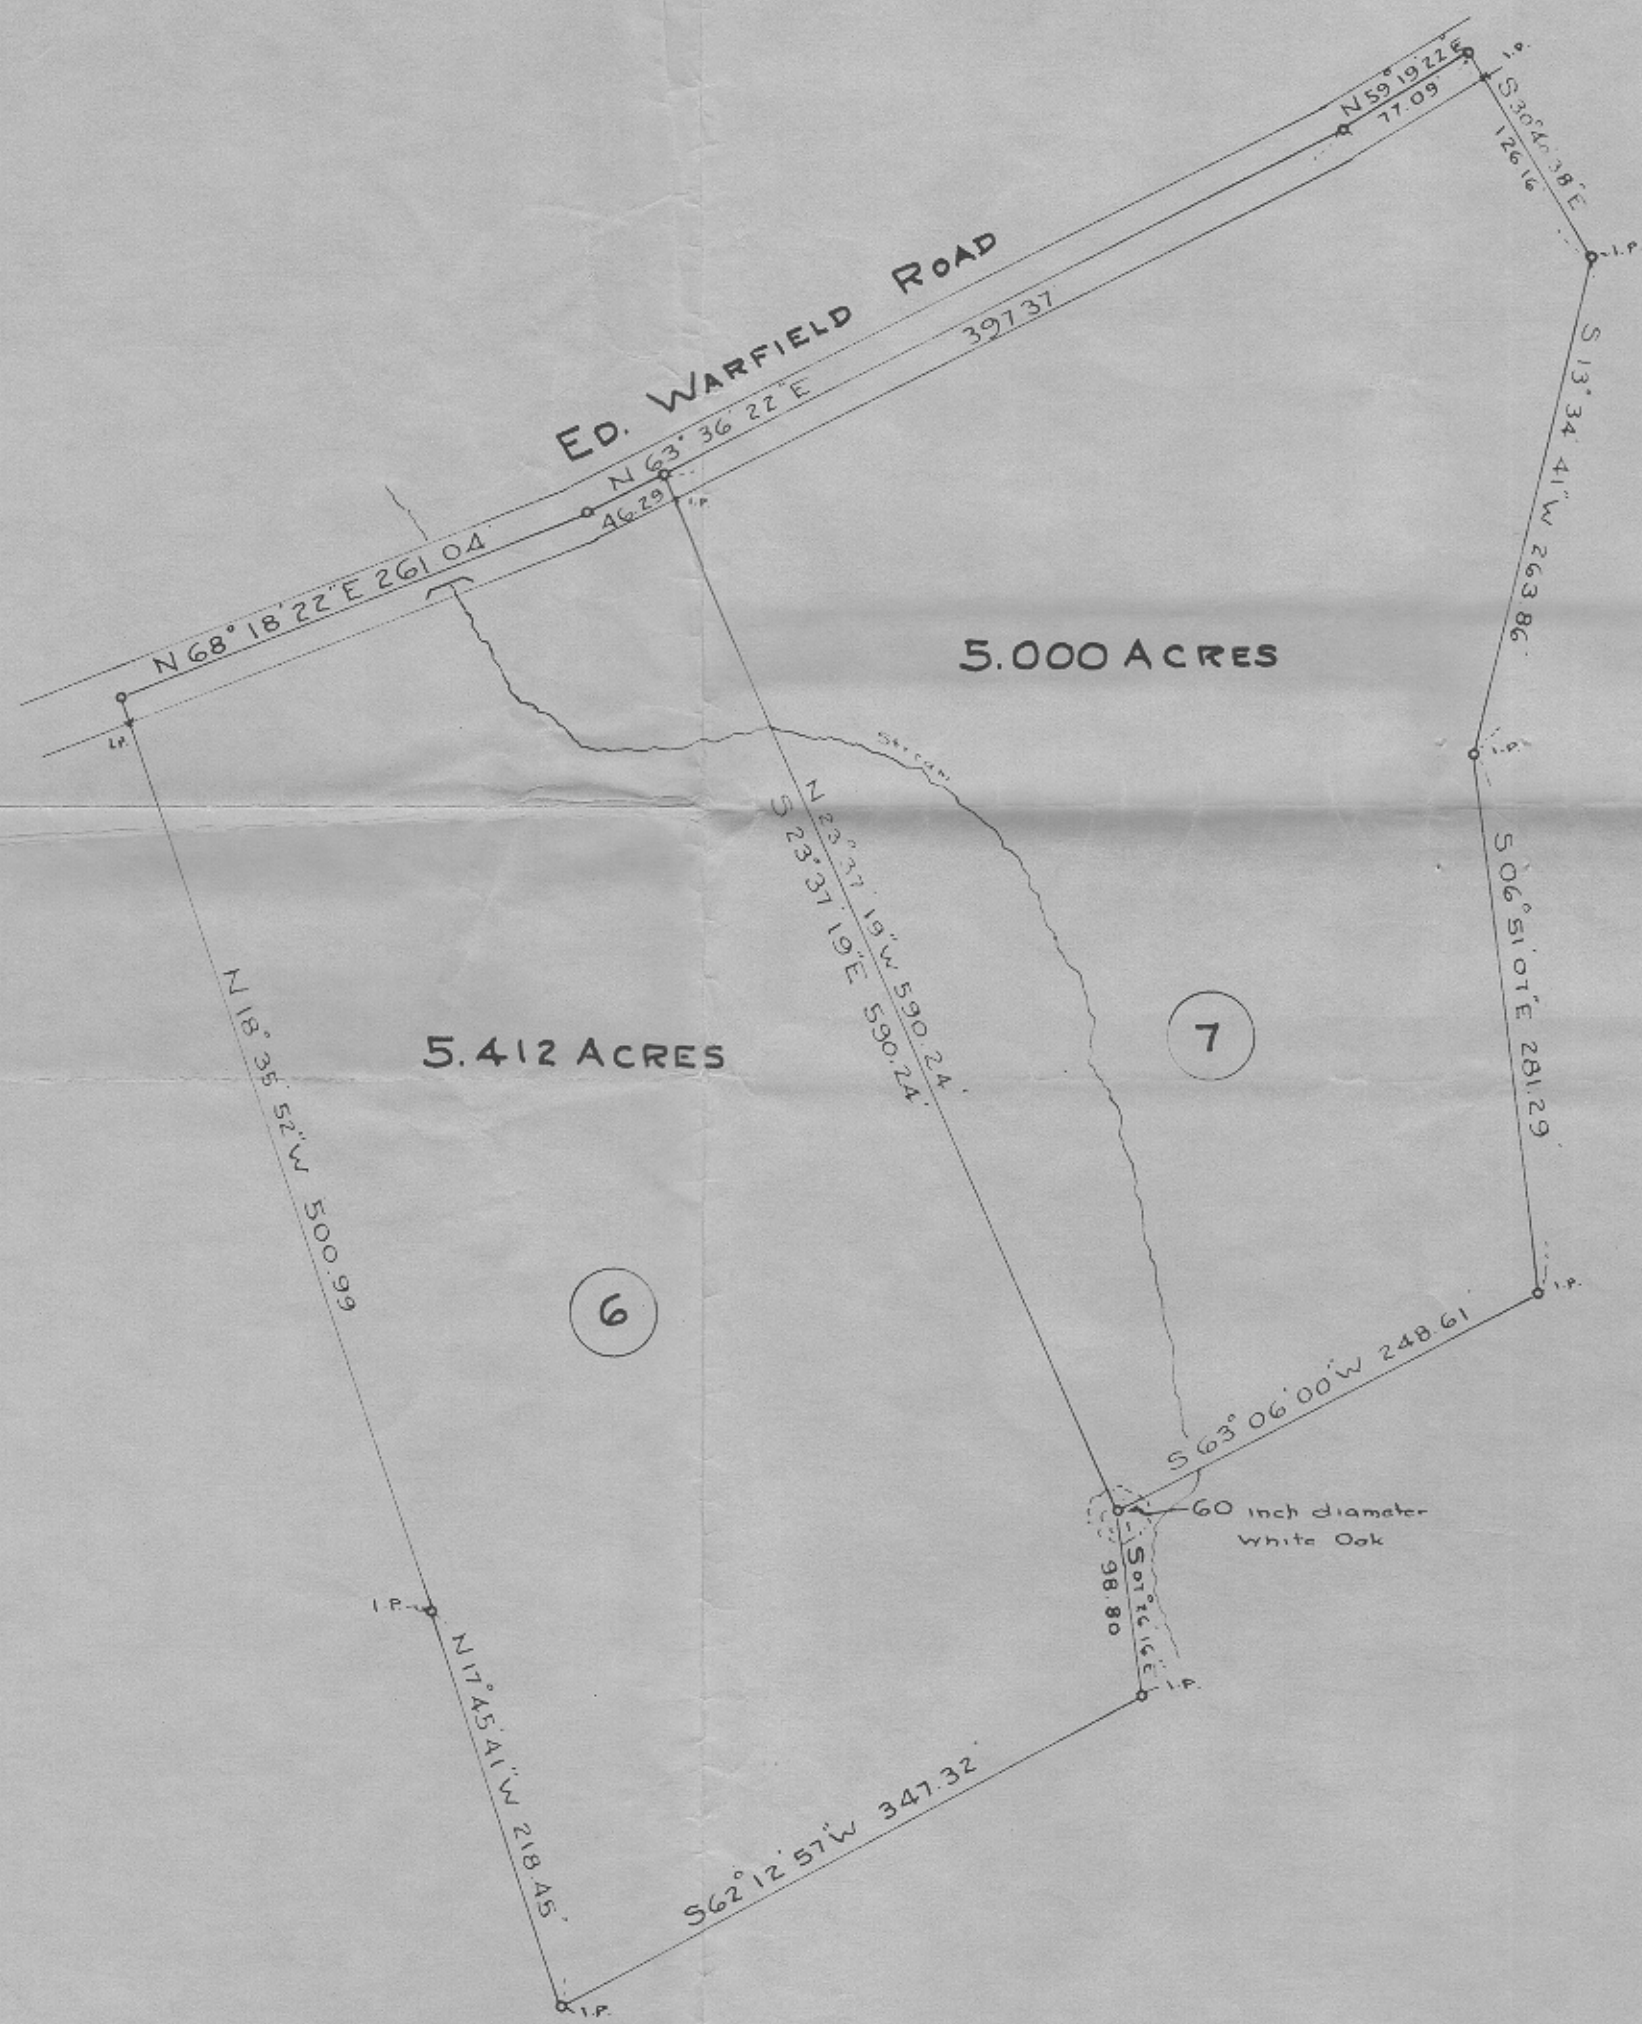 N 59° 19' 22" E
77.09'
I.P.
S 30° 40' 38" E
126.16'
I.P.
ED. WARFIELD ROAD
397.37'
N 63° 36' 22" E
46.29'
I.P.
N 68° 18' 22" E 261.04'
I.P.
S 13° 34' 41" W 263.86'
5.000 ACRES
Stream
I.P.
N 23° 37' 19" W 590.24'
S 23° 37' 19" E 590.24'
S 06° 51' 07" E 281.29'
7
5.412 ACRES
N 18° 35' 52" W 500.99
6
I.P.
S 63° 06' 00" W 248.61'
60 inch diameter
White Oak
S 07° 26' 16" E
98.80
I.P.
I.P.
N 17° 45' 41" W 218.45'
S 62° 12' 57" W 347.32'
I.P.